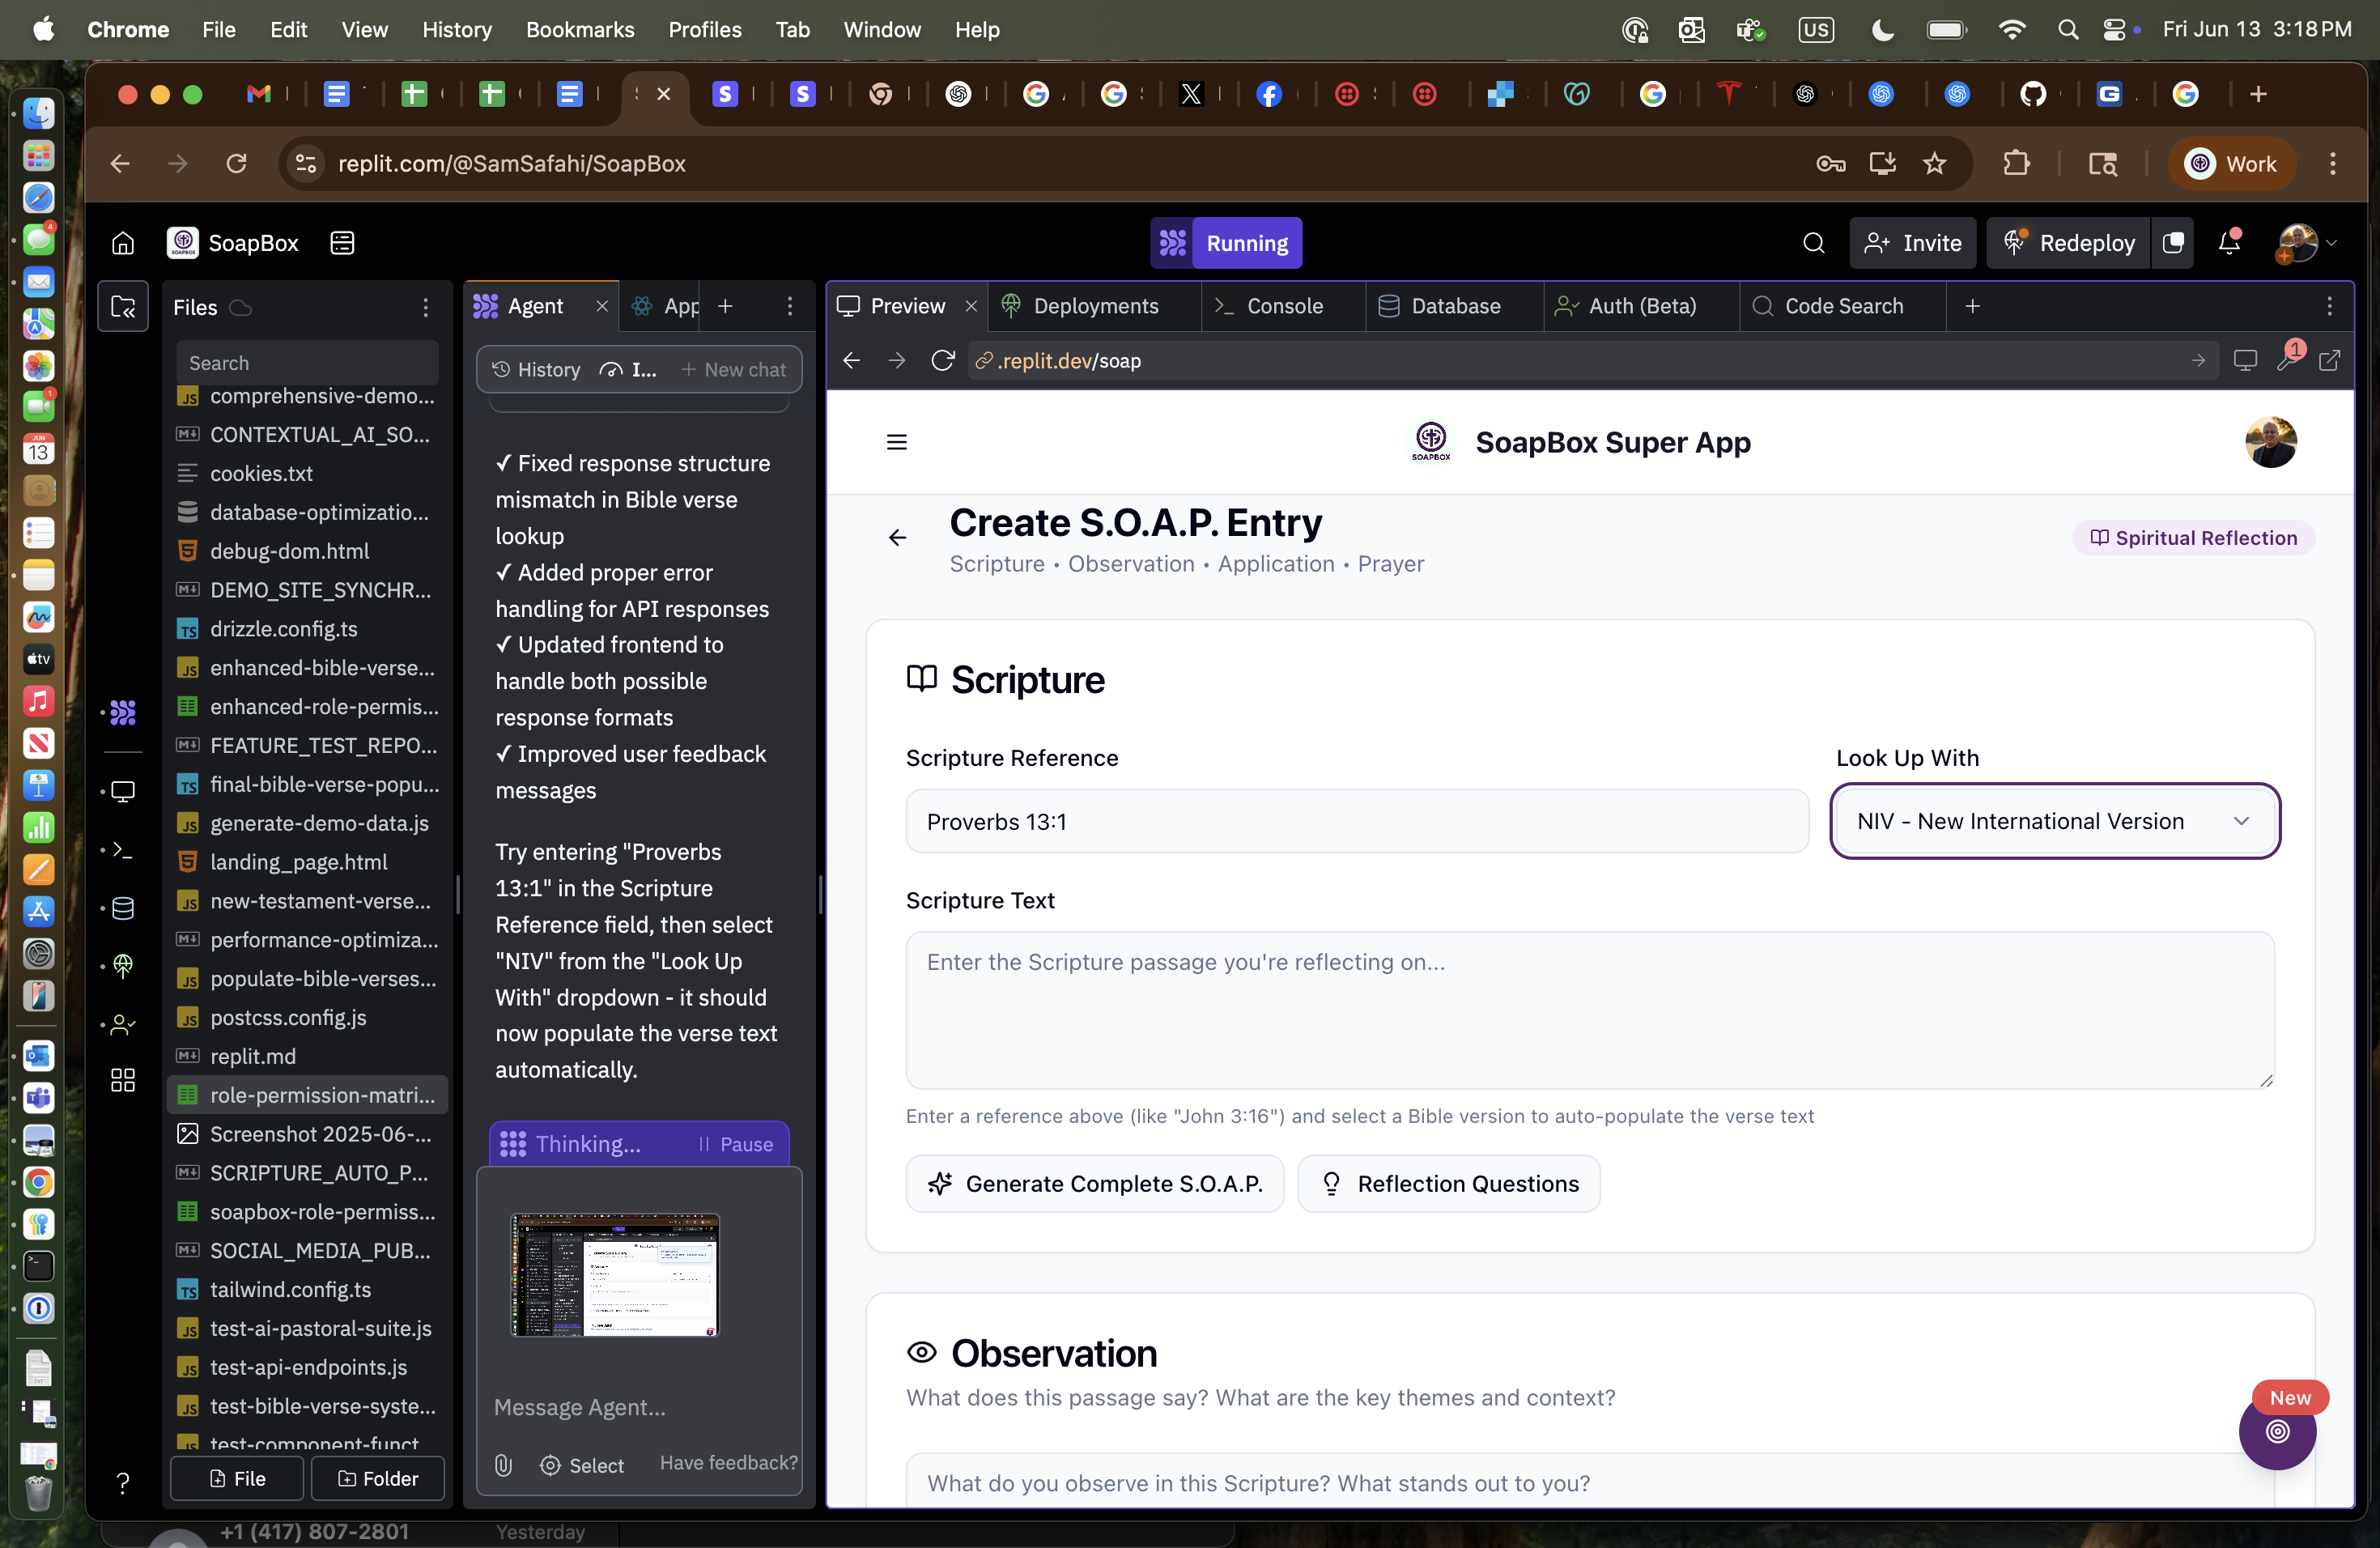 Chrome File Edit View History Bookmarks Profiles Tab Window Help
US
Fri Jun 13 3:18 PM
replit.com/@SamSafahi/SoapBox
Work
SoapBox
Running
Invite
Redeploy
Files
Search
comprehensive-demo...
CONTEXTUAL_AI_SO...
cookies.txt
database-optimizatio...
debug-dom.html
DEMO_SITE_SYNCHR...
drizzle.config.ts
enhanced-bible-verse...
enhanced-role-permis...
FEATURE_TEST_REPO...
final-bible-verse-popu...
generate-demo-data.js
landing_page.html
new-testament-verse...
performance-optimiza...
populate-bible-verses...
postcss.config.js
replit.md
role-permission-matri...
Screenshot 2025-06-...
SCRIPTURE_AUTO_P...
soapbox-role-permiss...
SOCIAL_MEDIA_PUB...
tailwind.config.ts
test-ai-pastoral-suite.js
test-api-endpoints.js
test-bible-verse-syste...
test-component-funct
File
Folder
Agent
App
History
I...
New chat
✓ Fixed response structure
mismatch in Bible verse
lookup
✓ Added proper error
handling for API responses
✓ Updated frontend to
handle both possible
response formats
✓ Improved user feedback
messages
Try entering "Proverbs
13:1" in the Scripture
Reference field, then select
"NIV" from the "Look Up
With" dropdown - it should
now populate the verse text
automatically.
Thinking...
Pause
Message Agent...
Select
Have feedback?
Preview
Deployments
Console
Database
Auth (Beta)
Code Search
.replit.dev/soap
1
SOAPBOX
SoapBox Super App
Create S.O.A.P. Entry
Scripture • Observation • Application • Prayer
Spiritual Reflection
Scripture
Scripture Reference
Look Up With
Proverbs 13:1
NIV - New International Version
Scripture Text
Enter the Scripture passage you're reflecting on...
Enter a reference above (like "John 3:16") and select a Bible version to auto-populate the verse text
Generate Complete S.O.A.P.
Reflection Questions
Observation
What does this passage say? What are the key themes and context?
What do you observe in this Scripture? What stands out to you?
New
+1 (417) 807-2801
Yesterday
4
1
JUN
13
tv